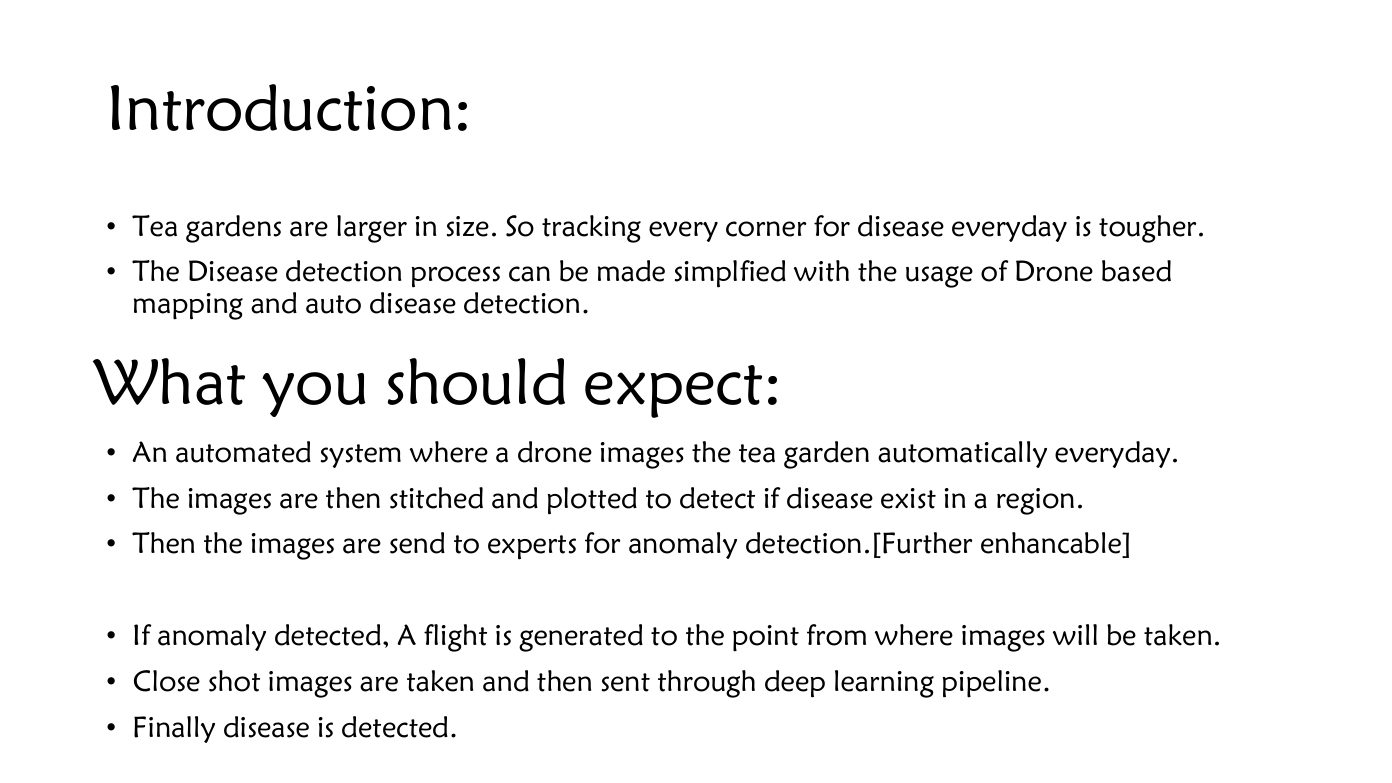 Introduction:
• Tea gardens are larger in size. So tracking every corner for disease everyday is tougher.
• The Disease detection process can be made simplfied with the usage of Drone based
mapping and auto disease detection.
What you should expect:
• An automated system where a drone images the tea garden automatically everyday.
• The images are then stitched and plotted to detect if disease exist in a region.
• Then the images are send to experts for anomaly detection.[Further enhancable]
• If anomaly detected, A flight is generated to the point from where images will be taken.
• Close shot images are taken and then sent through deep learning pipeline.
• Finally disease is detected.